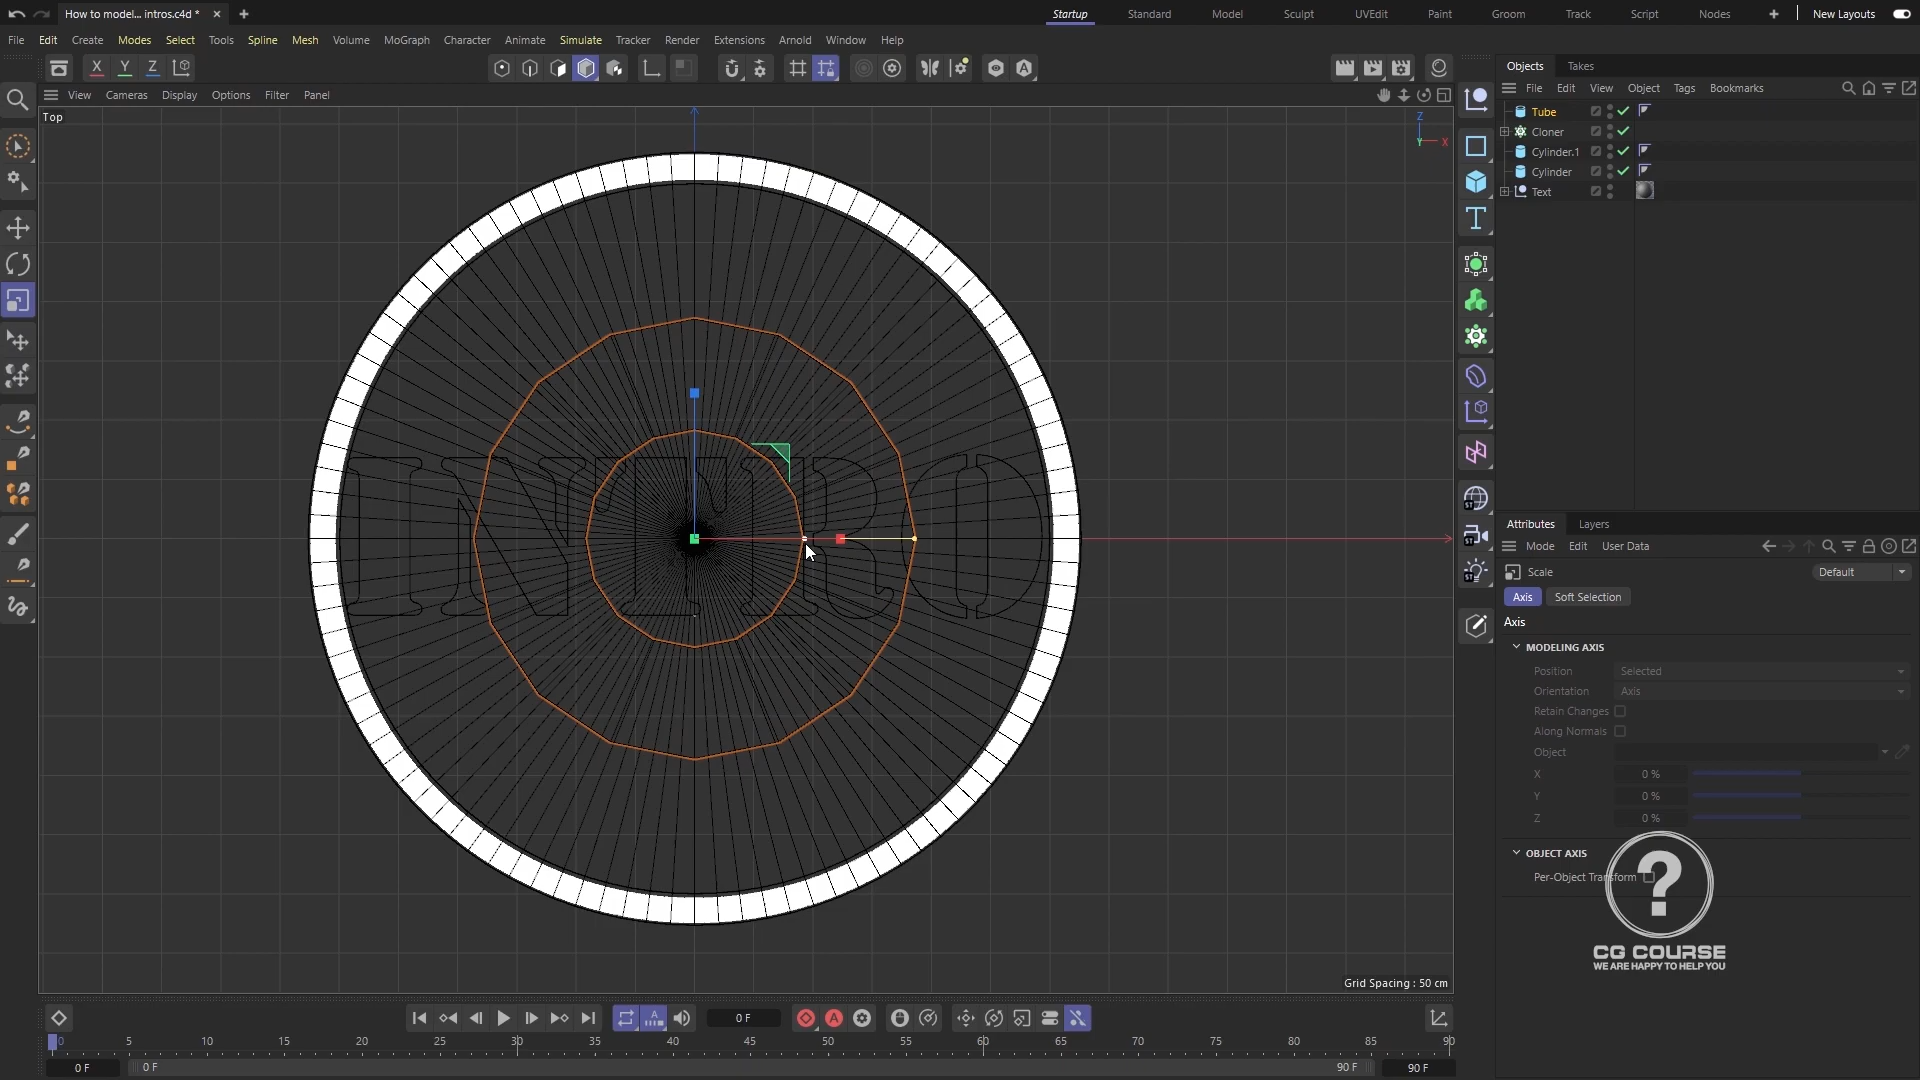 How to model... intros.c4d *
Startup Standard Model Sculpt UVEdit Paint Groom Track Script Nodes New Layouts
File Edit Create Modes Select Tools Spline Mesh Volume MoGraph Character Animate Simulate Tracker Render Extensions Arnold Window Help
X Y Z
Objects Takes
View Cameras Display Options Filter Panel
File Edit View Object Tags Bookmarks
Top
Z
Y X
Tube
Cloner
Cylinder.1
Cylinder
Text
INTRO
Attributes Layers
Mode Edit User Data
Scale Default
Axis Soft Selection
Axis
MODELING AXIS
Position Selected
Orientation Axis
Retain Changes
Along Normals
Object
X 0 %
Y 0 %
Z 0 %
OBJECT AXIS
Per-Object Transform
?
CG COURSE
WE ARE HAPPY TO HELP YOU
Grid Spacing : 50 cm
0 F
0 5 10 15 20 25 30 35 40 45 50 55 60 65 70 75 80 85 90
0 F 0 F 90 F 90 F